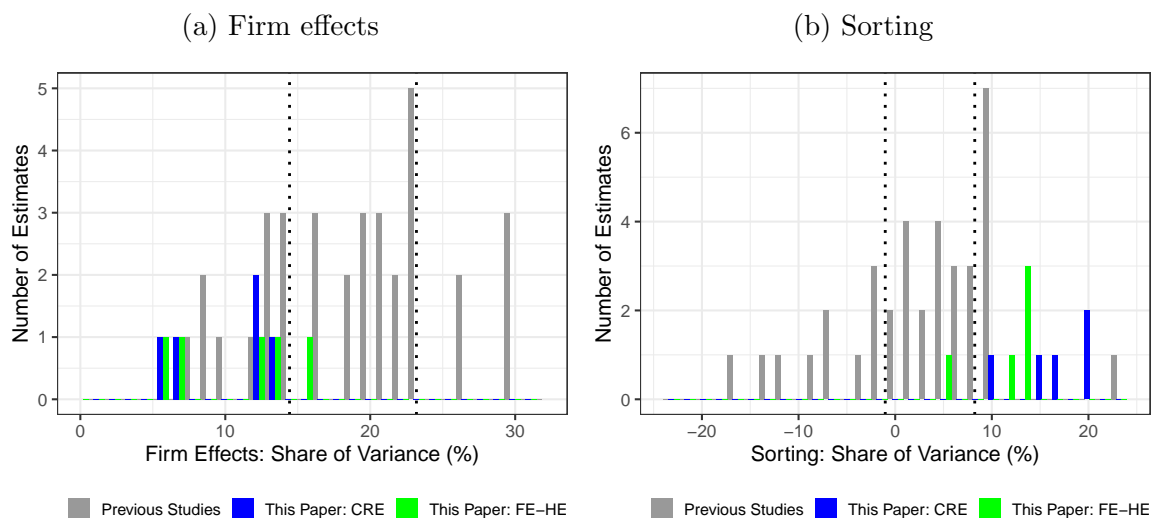 (a) Firm effects
(b) Sorting
5
4
3
2
1
0
Number of Estimates
0 10 20 30
Firm Effects: Share of Variance (%)
Previous Studies This Paper: CRE This Paper: FE−HE
6
4
2
0
Number of Estimates
−20 −10 0 10 20
Sorting: Share of Variance (%)
Previous Studies This Paper: CRE This Paper: FE−HE